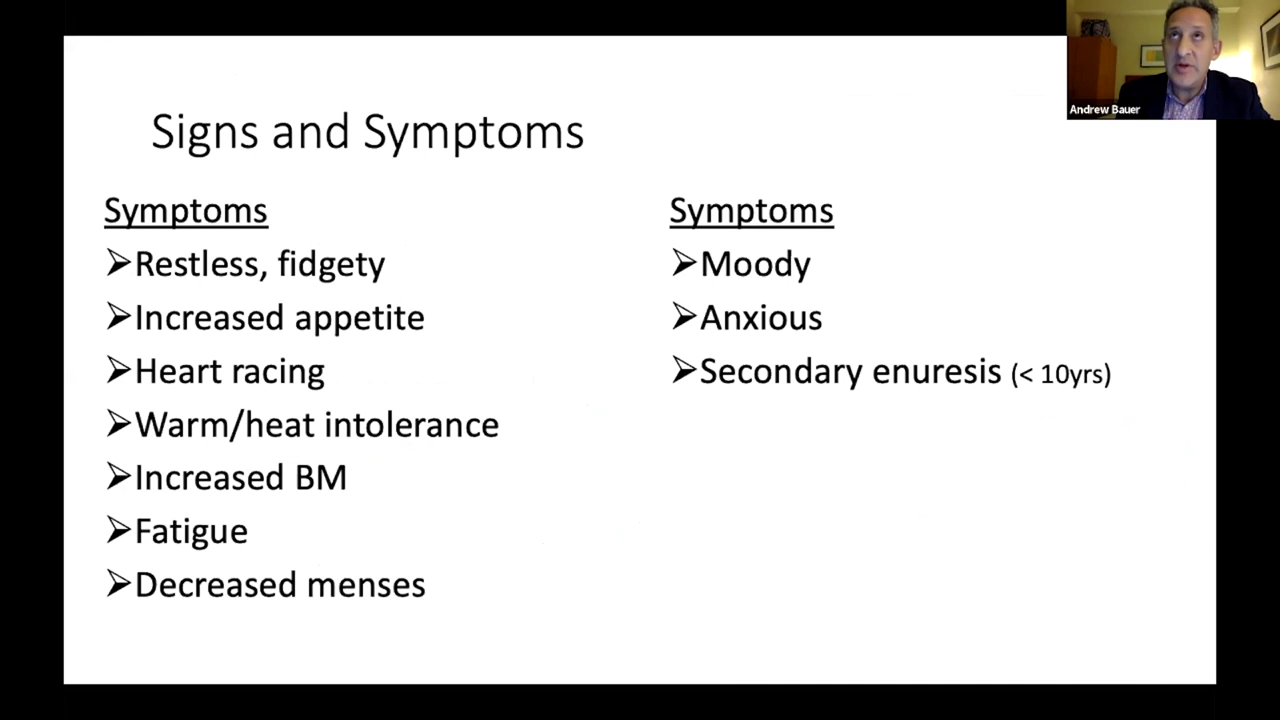 Andrew Bauer
Signs and Symptoms
Symptoms
➢Restless, fidgety
➢Increased appetite
➢Heart racing
➢Warm/heat intolerance
➢Increased BM
➢Fatigue
➢Decreased menses
Symptoms
➢Moody
➢Anxious
➢Secondary enuresis (< 10yrs)